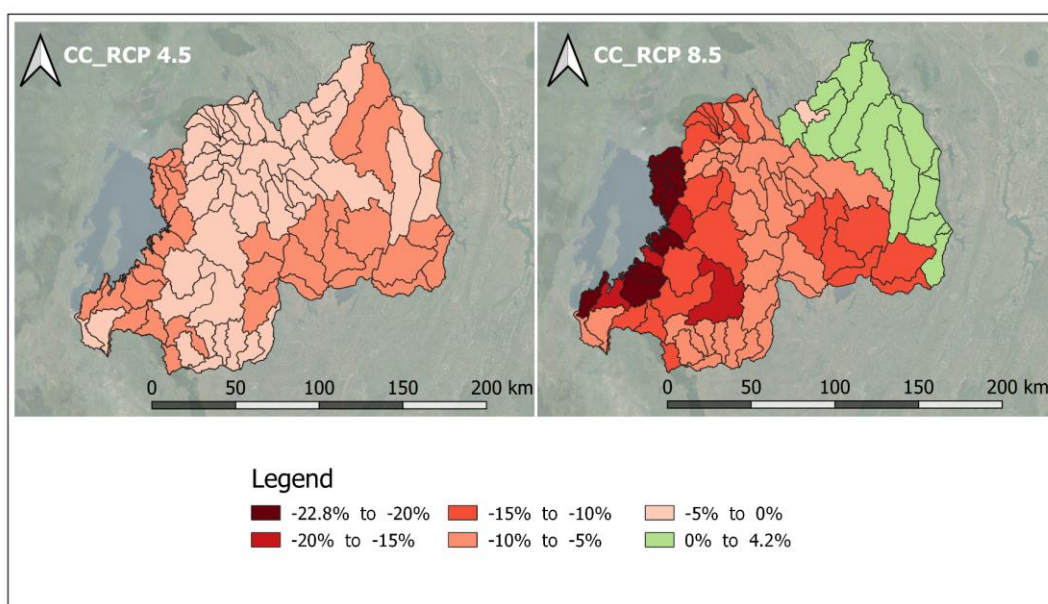 CC_RCP 4.5
CC_RCP 8.5
0 50 100 150 200 km
0 50 100 150 200 km
Legend
-22.8% to -20% -15% to -10% -5% to 0%
-20% to -15% -10% to -5% 0% to 4.2%